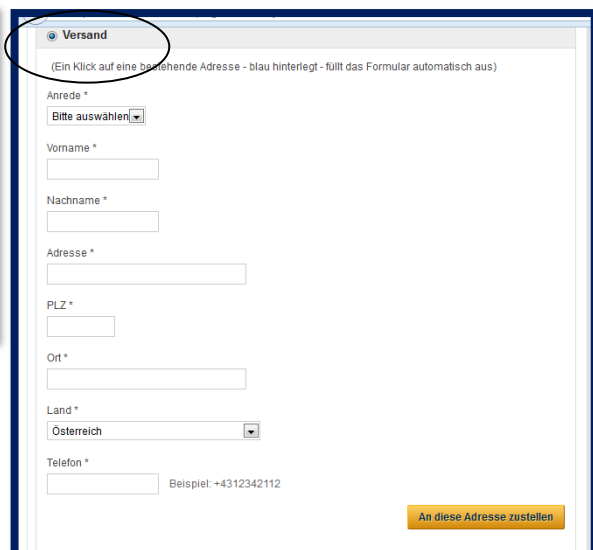 Versand
(Ein Klick auf eine bestehende Adresse - blau hinterlegt - füllt das Formular automatisch aus)
Anrede *
Bitte auswählen
Vorname *
Nachname *
Adresse *
PLZ *
Ort *
Land *
Österreich
Telefon *
Beispiel: +4312342112
An diese Adresse zustellen